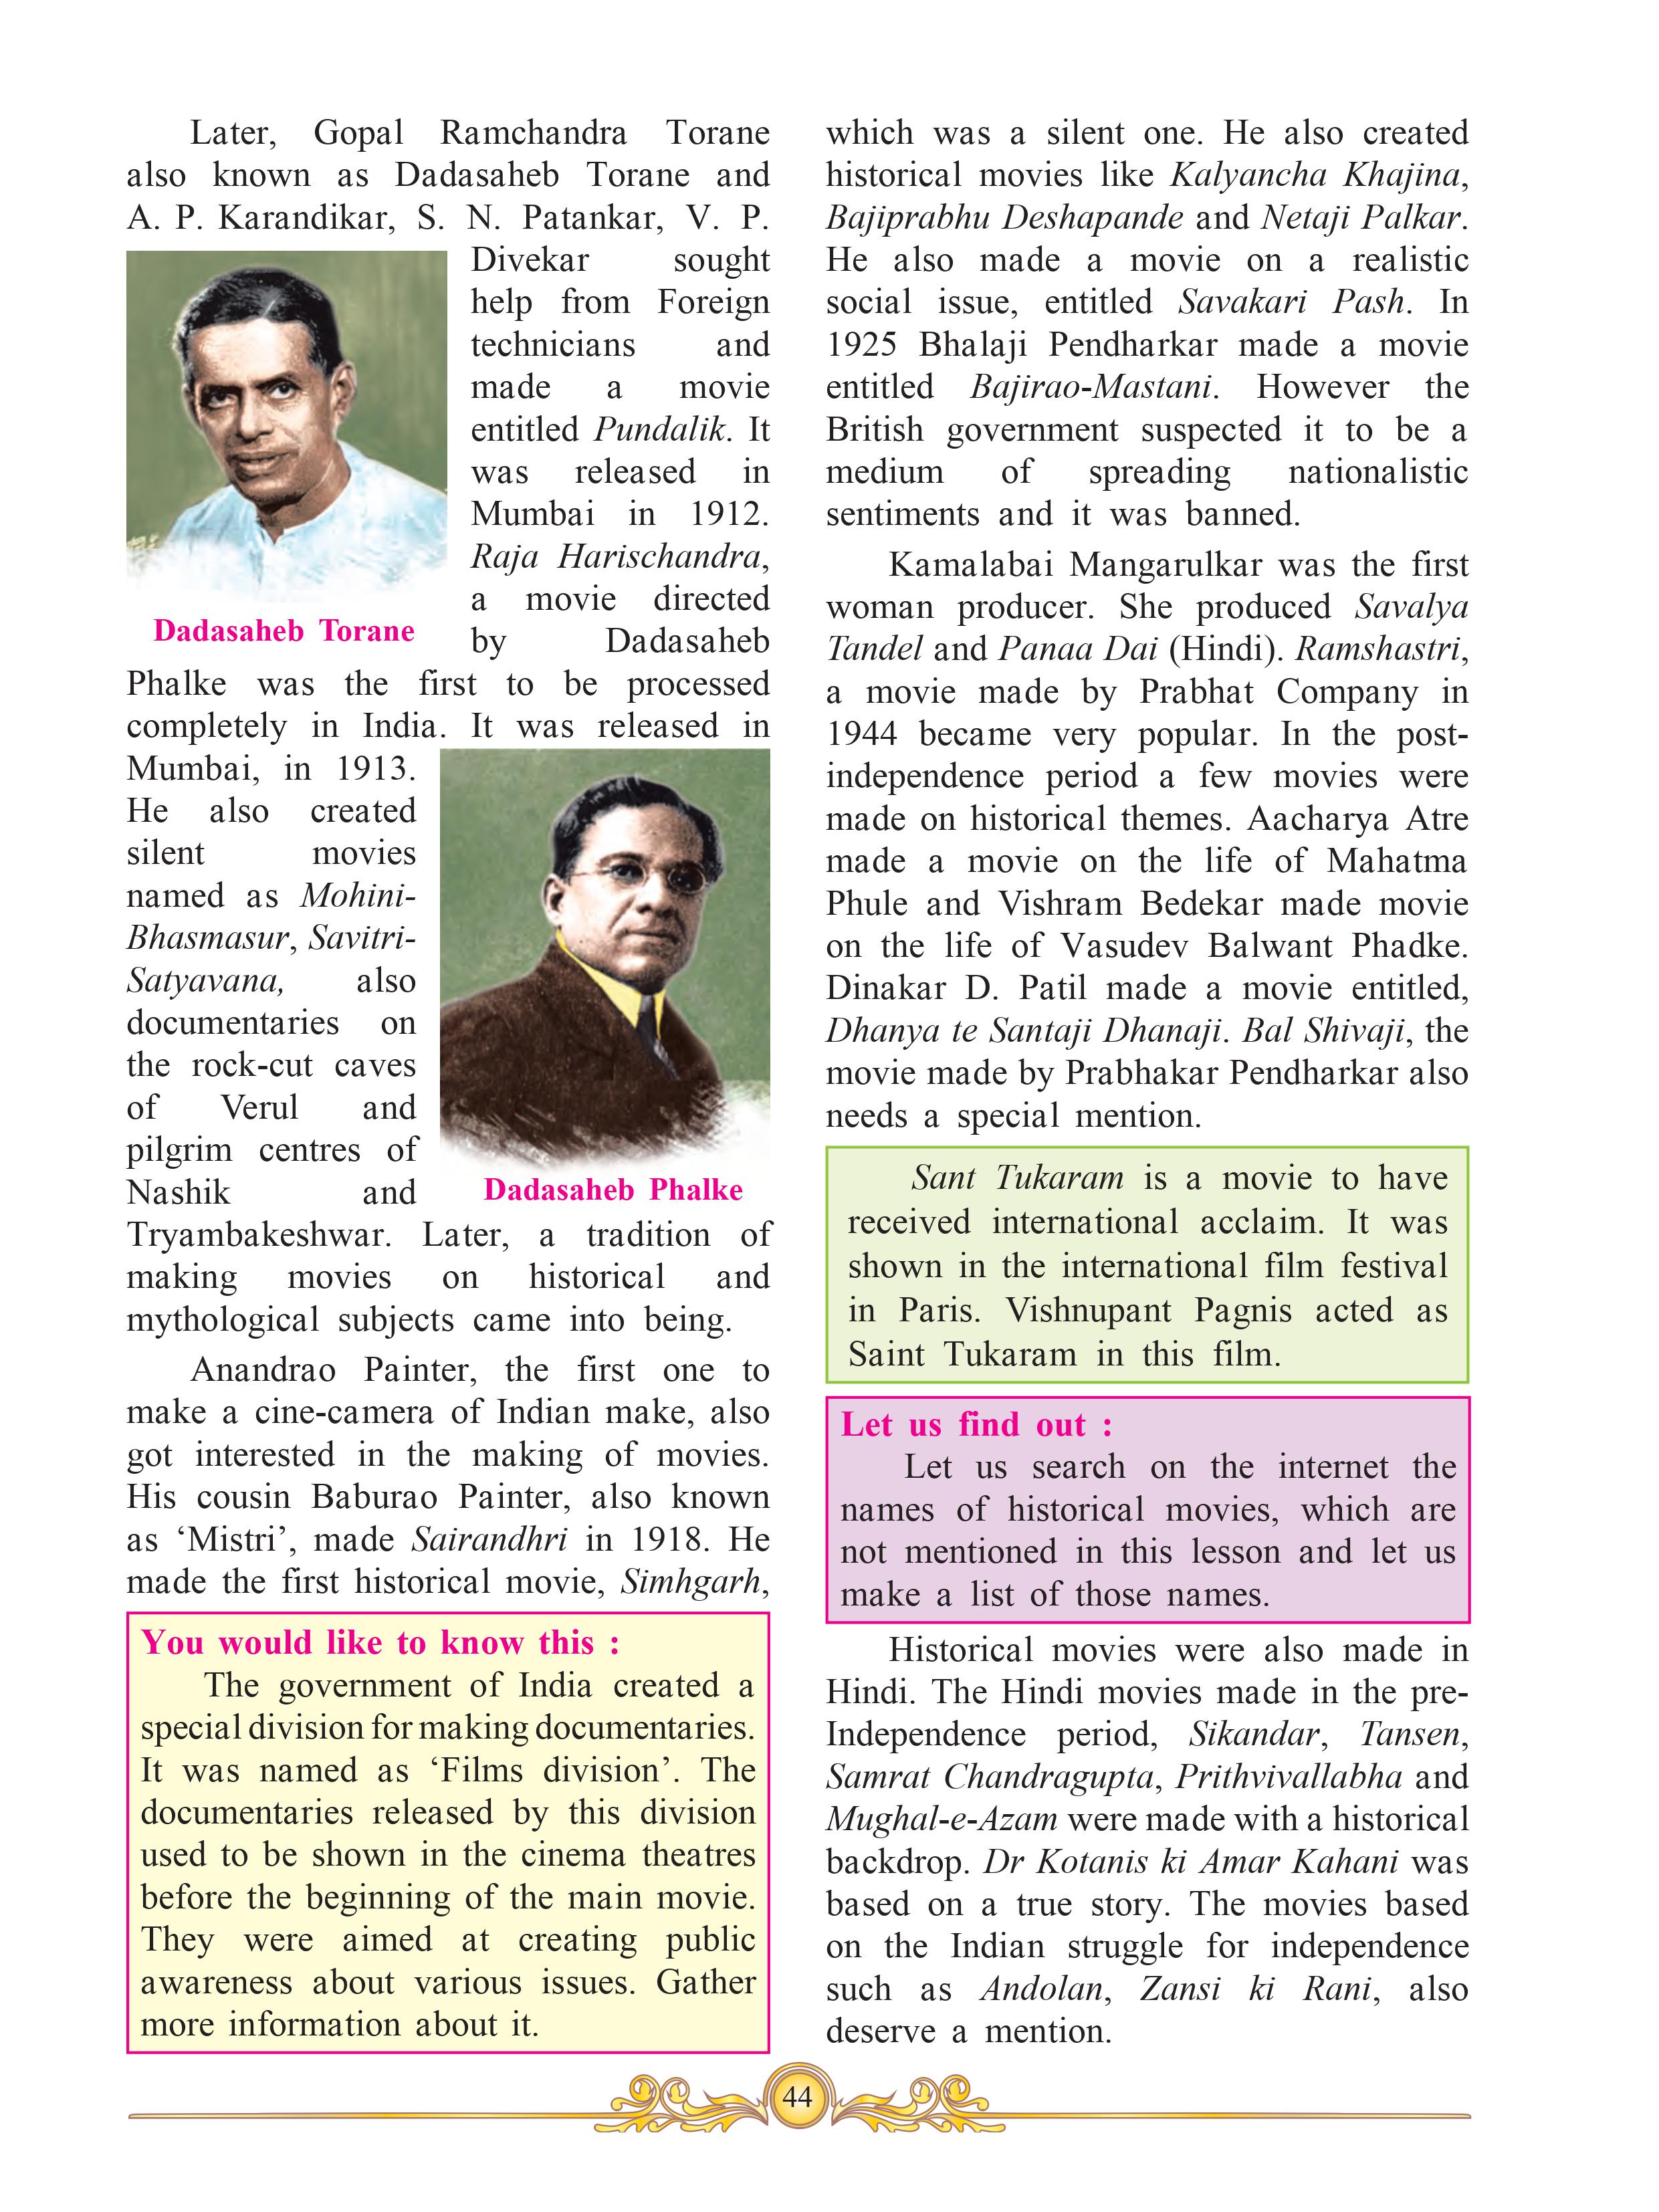 Later, Gopal Ramchandra Torane
also known as Dadasaheb Torane and
A. P. Karandikar, S. N. Patankar, V. P.
Divekar sought
help from Foreign
technicians and
made a movie
entitled Pundalik. It
was released in
Mumbai in 1912.
Raja Harischandra,
a movie directed
by Dadasaheb
Dadasaheb Torane
Phalke was the first to be processed
completely in India. It was released in
Mumbai, in 1913.
He also created
silent movies
named as Mohini-
Bhasmasur, Savitri-
Satyavana, also
documentaries on
the rock-cut caves
of Verul and
pilgrim centres of
Nashik and
Dadasaheb Phalke
Tryambakeshwar. Later, a tradition of
making movies on historical and
mythological subjects came into being.
Anandrao Painter, the first one to
make a cine-camera of Indian make, also
got interested in the making of movies.
His cousin Baburao Painter, also known
as ‘Mistri’, made Sairandhri in 1918. He
made the first historical movie, Simhgarh,
You would like to know this :
The government of India created a
special division for making documentaries.
It was named as ‘Films division’. The
documentaries released by this division
used to be shown in the cinema theatres
before the beginning of the main movie.
They were aimed at creating public
awareness about various issues. Gather
more information about it.
which was a silent one. He also created
historical movies like Kalyancha Khajina,
Bajiprabhu Deshapande and Netaji Palkar.
He also made a movie on a realistic
social issue, entitled Savakari Pash. In
1925 Bhalaji Pendharkar made a movie
entitled Bajirao-Mastani. However the
British government suspected it to be a
medium of spreading nationalistic
sentiments and it was banned.
Kamalabai Mangarulkar was the first
woman producer. She produced Savalya
Tandel and Panaa Dai (Hindi). Ramshastri,
a movie made by Prabhat Company in
1944 became very popular. In the post-
independence period a few movies were
made on historical themes. Aacharya Atre
made a movie on the life of Mahatma
Phule and Vishram Bedekar made movie
on the life of Vasudev Balwant Phadke.
Dinakar D. Patil made a movie entitled,
Dhanya te Santaji Dhanaji. Bal Shivaji, the
movie made by Prabhakar Pendharkar also
needs a special mention.
Sant Tukaram is a movie to have
received international acclaim. It was
shown in the international film festival
in Paris. Vishnupant Pagnis acted as
Saint Tukaram in this film.
Let us find out :
Let us search on the internet the
names of historical movies, which are
not mentioned in this lesson and let us
make a list of those names.
Historical movies were also made in
Hindi. The Hindi movies made in the pre-
Independence period, Sikandar, Tansen,
Samrat Chandragupta, Prithvivallabha and
Mughal-e-Azam were made with a historical
backdrop. Dr Kotanis ki Amar Kahani was
based on a true story. The movies based
on the Indian struggle for independence
such as Andolan, Zansi ki Rani, also
deserve a mention.
44